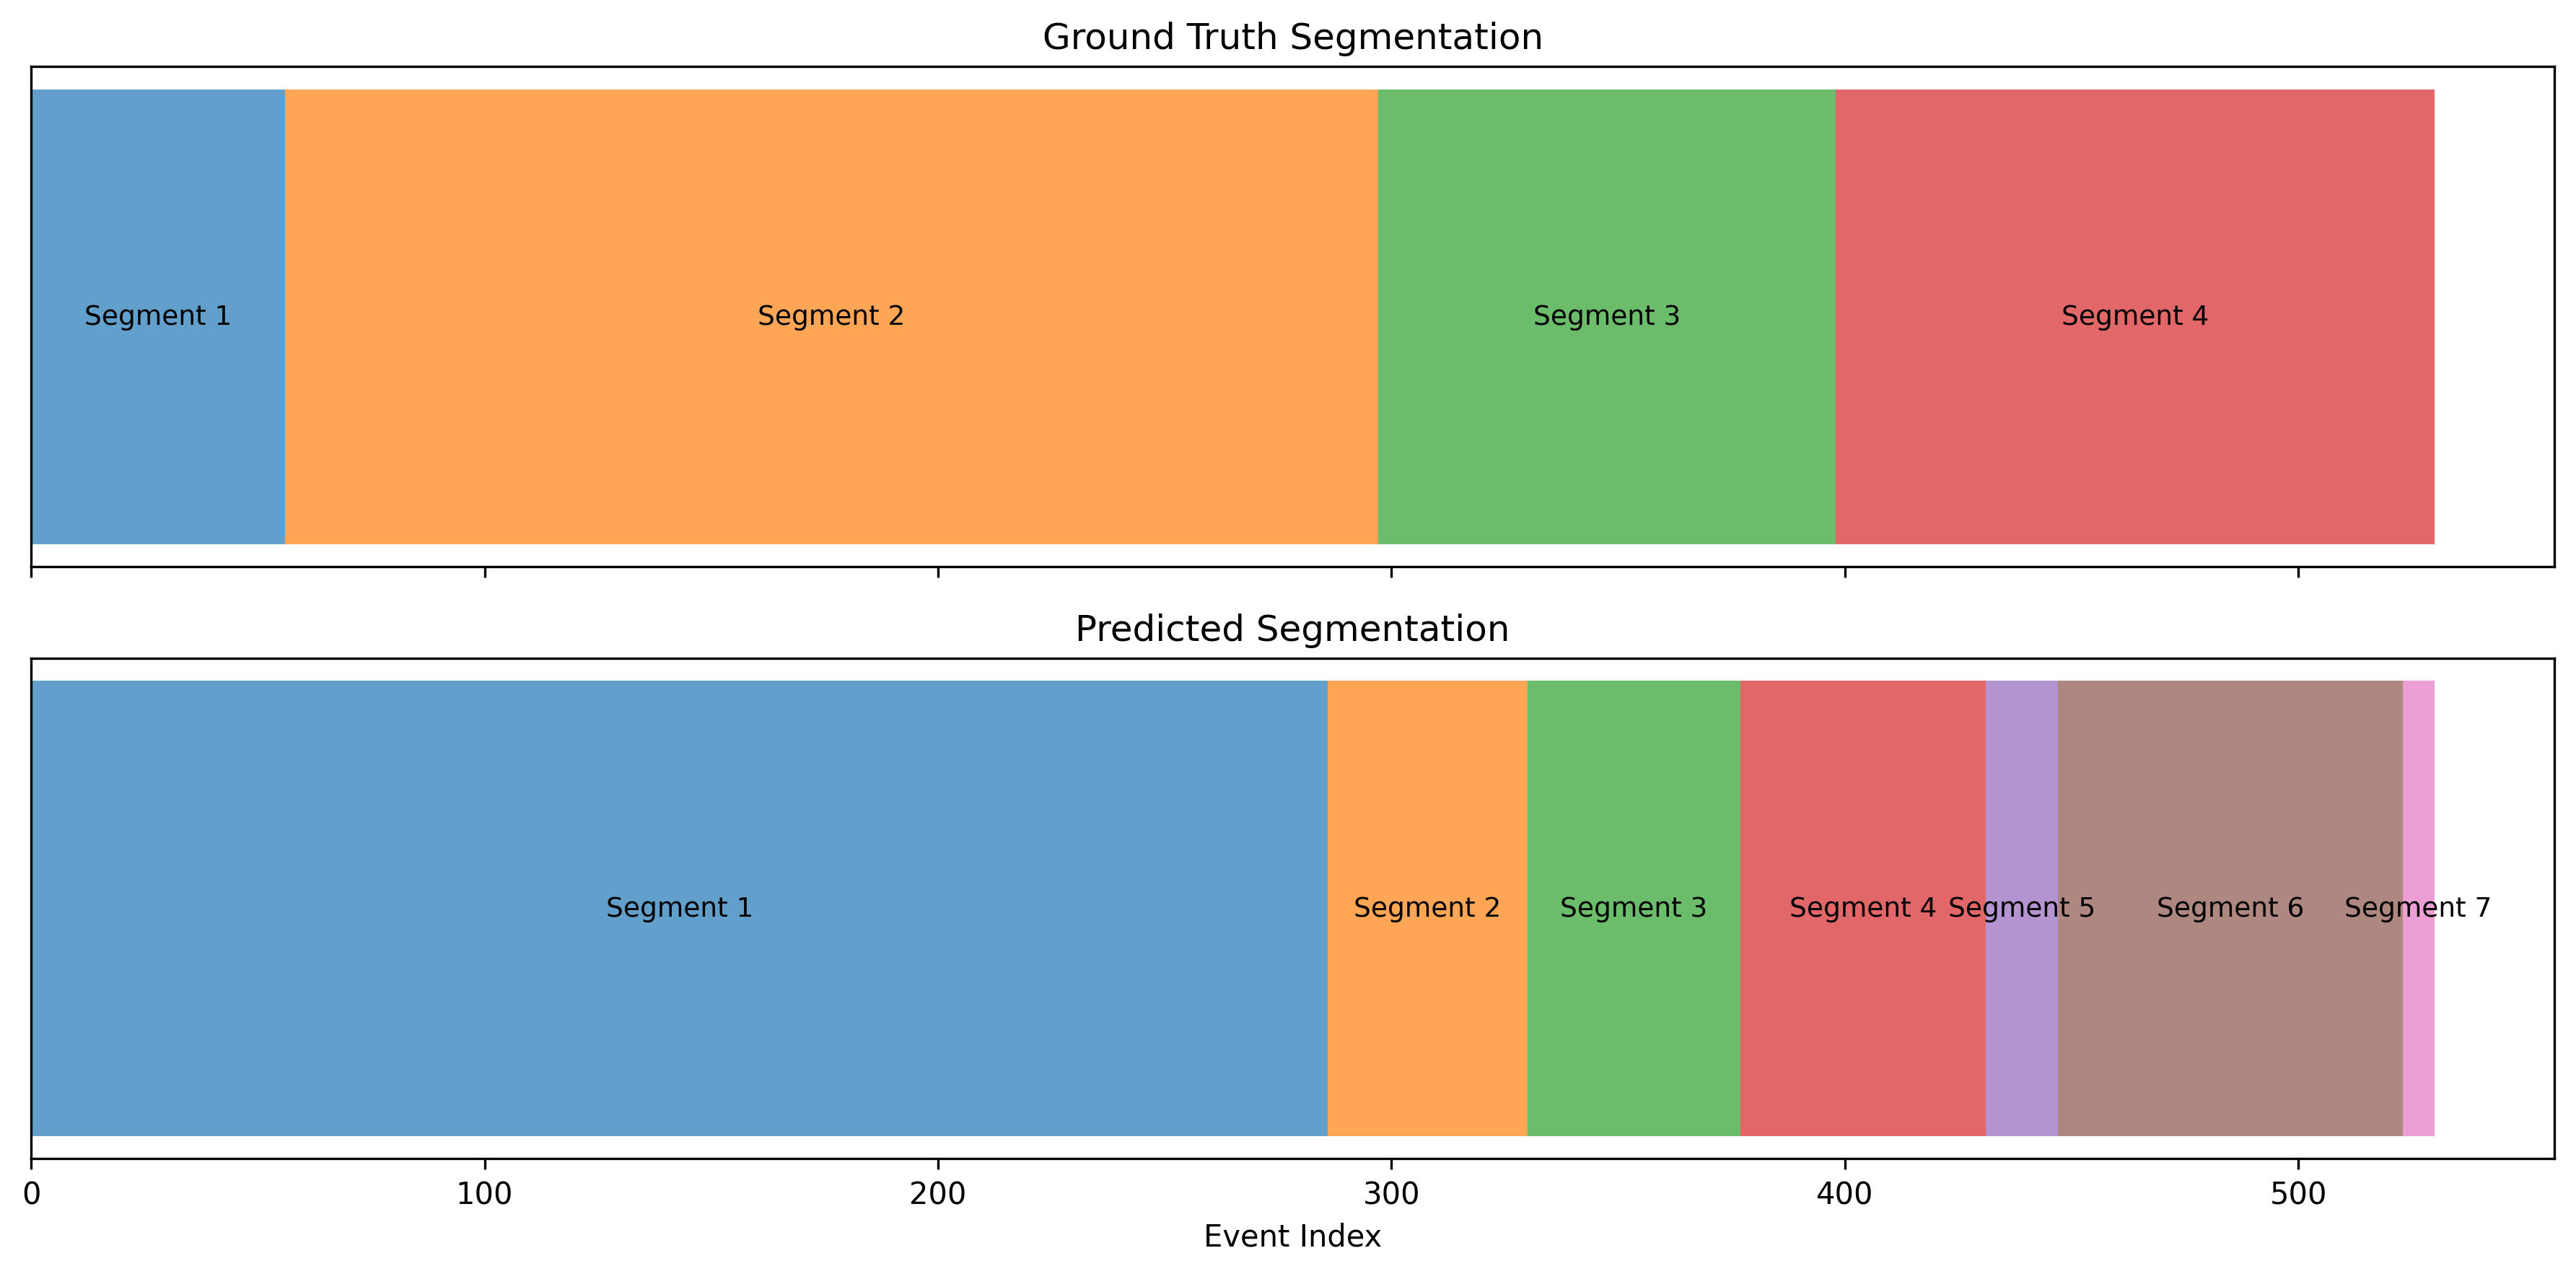 Ground Truth Segmentation
Segment 1 Segment 2 Segment 3 Segment 4
Predicted Segmentation
Segment 1 Segment 2 Segment 3 Segment 4 Segment 5 Segment 6 Segment 7
0 100 200 300 400 500
Event Index